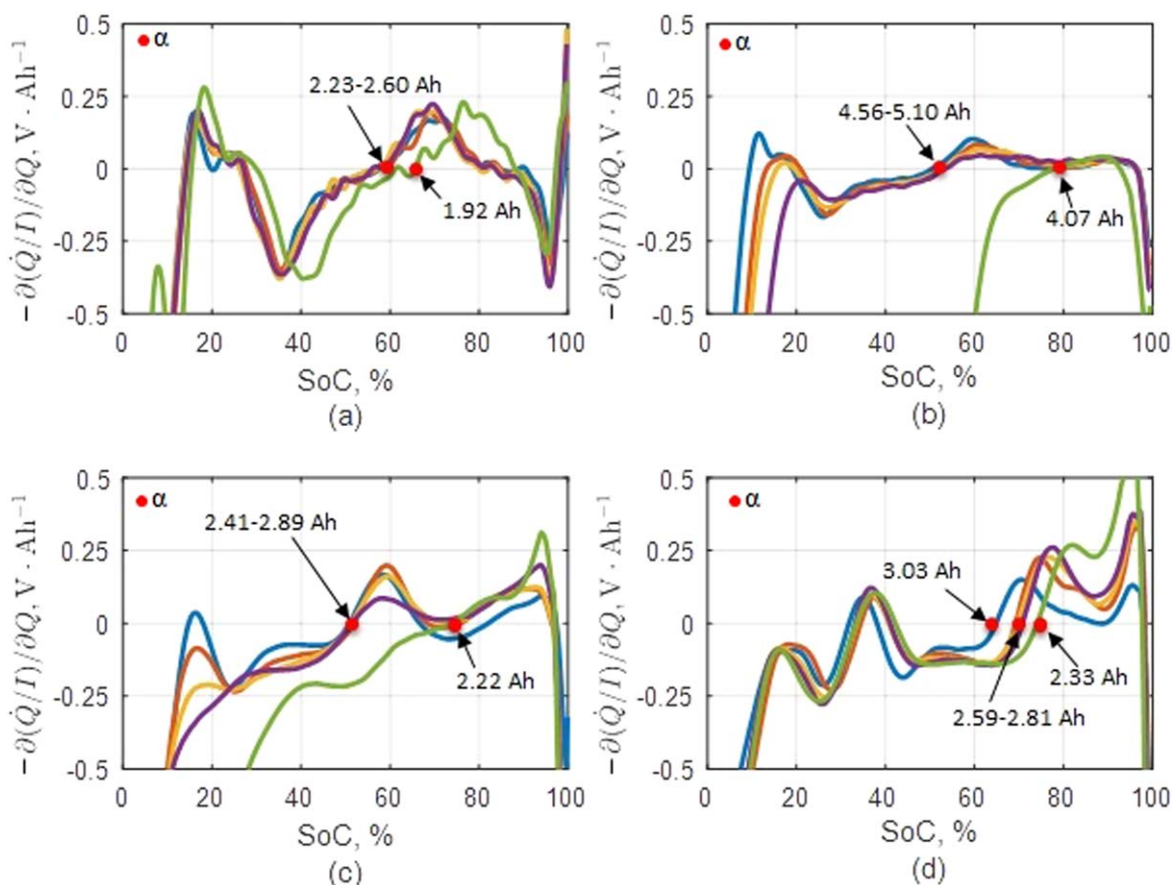 − ∂(Q̇/I)/∂Q, V · Ah⁻¹
0.5
0.25
0
-0.25
-0.5
α
2.23-2.60 Ah
1.92 Ah
0 20 40 60 80 100
SoC, %
(a)
− ∂(Q̇/I)/∂Q, V · Ah⁻¹
0.5
0.25
0
-0.25
-0.5
α
4.56-5.10 Ah
4.07 Ah
0 20 40 60 80 100
SoC, %
(b)
− ∂(Q̇/I)/∂Q, V · Ah⁻¹
0.5
0.25
0
-0.25
-0.5
α
2.41-2.89 Ah
2.22 Ah
0 20 40 60 80 100
SoC, %
(c)
− ∂(Q̇/I)/∂Q, V · Ah⁻¹
0.5
0.25
0
-0.25
-0.5
α
3.03 Ah
2.33 Ah
2.59-2.81 Ah
0 20 40 60 80 100
SoC, %
(d)